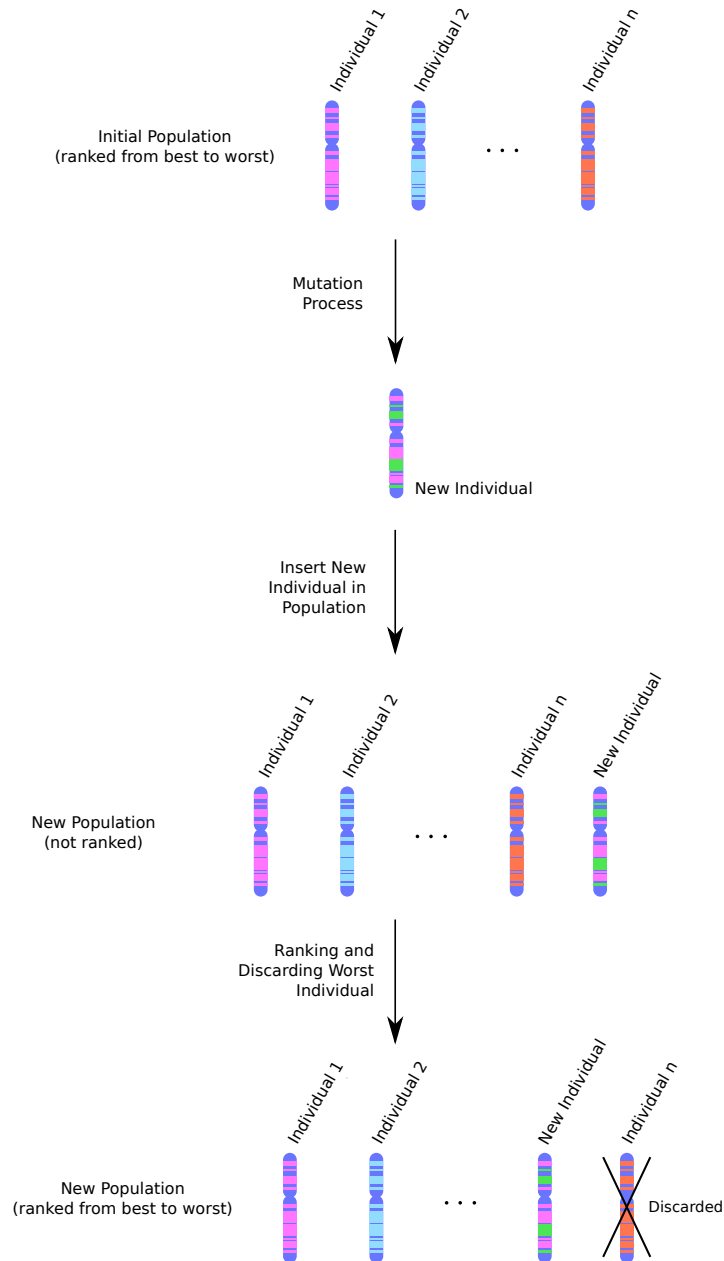 Individual 1
Individual 2
Individual n
Initial Population
(ranked from best to worst)
. . .
Mutation
Process
New Individual
Insert New
Individual in
Population
Individual 1
Individual 2
Individual n
New Individual
New Population
(not ranked)
. . .
Ranking and
Discarding Worst
Individual
Individual 1
Individual 2
New Individual
Individual n
New Population
(ranked from best to worst)
. . .
Discarded